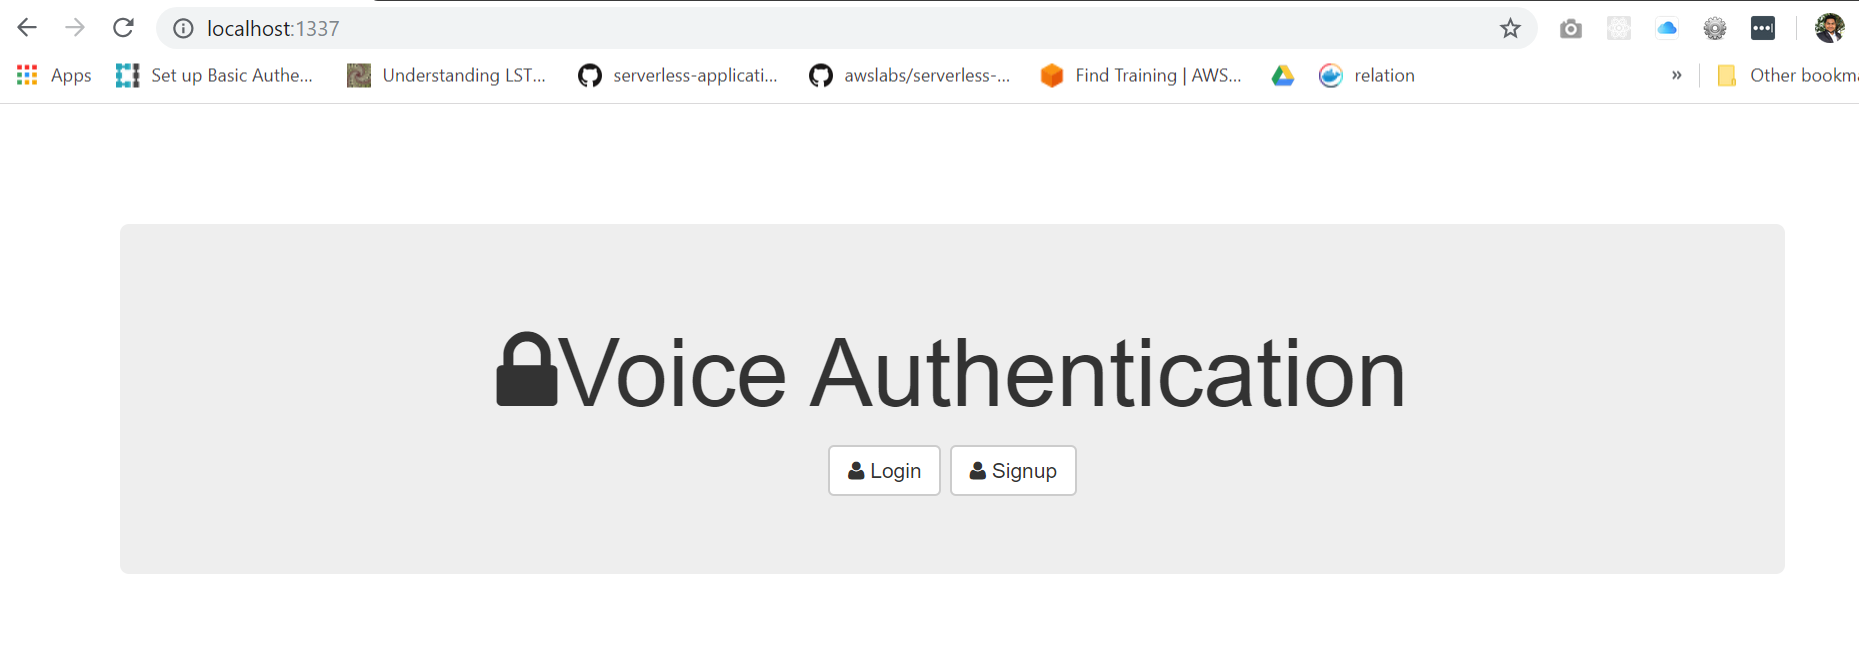 localhost:1337
Apps Set up Basic Authe... Understanding LST... serverless-applicati... awslabs/serverless-... Find Training | AWS... relation » Other bookma
Voice Authentication
Login Signup